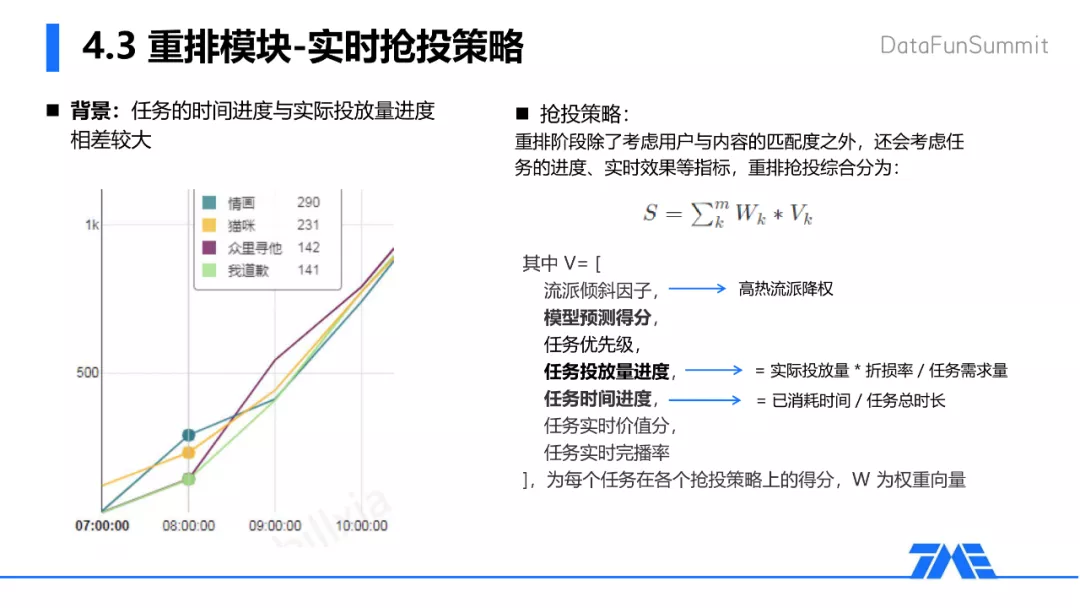 4.3 重排模块-实时抢投策略
DataFunSummit
■ 背景：任务的时间进度与实际投放量进度
相差较大
情画 290
猫咪 231
众里寻他 142
我道歉 141
1k
500
07:00:00 08:00:00 09:00:00 10:00:00
billxia
■ 抢投策略：
重排阶段除了考虑用户与内容的匹配度之外，还会考虑任
务的进度、实时效果等指标，重排抢投综合分为：
S = ∑ₖᵐ Wₖ * Vₖ
其中 V= [
流派倾斜因子， 高热流派降权
模型预测得分，
任务优先级，
任务投放量进度， = 实际投放量 * 折损率 / 任务需求量
任务时间进度， = 已消耗时间 / 任务总时长
任务实时价值分，
任务实时完播率
]，为每个任务在各个抢投策略上的得分，W 为权重向量
TME